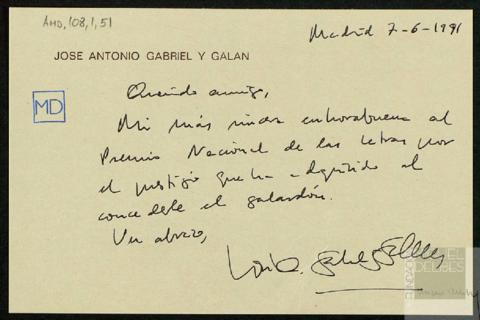 AMD, 108, 1, 51
Madrid 7-6-1991
JOSE ANTONIO GABRIEL Y GALAN
MD
Querido amigo,
Mi más sincera enhorabuena al
Premio Nacional de las Letras por
el prestigio que ha adquirido al
concederle el galardón.
Un abrazo,